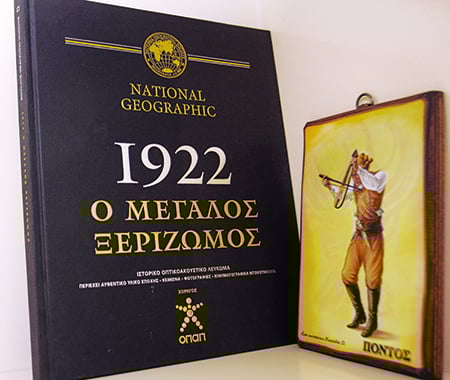 NATIONAL
GEOGRAPHIC
1922
Ο ΜΕΓΑΛΟΣ
ΞΕΡΙΖΩΜΟΣ
ΙΣΤΟΡΙΚΟ ΟΠΤΙΚΟΑΚΟΥΣΤΙΚΟ ΛΕΥΚΩΜΑ
ΠΕΡΙΕΧΕΙ ΑΥΘΕΝΤΙΚΟ ΥΛΙΚΟ ΕΠΟΧΗΣ • ΚΕΙΜΕΝΑ • ΦΩΤΟΓΡΑΦΙΕΣ • ΚΙΝΗΜΑΤΟΓΡΑΦΙΚΑ ΝΤΟΚΟΥΜΕΝΤΑ
ΧΟΡΗΓΟΣ
ΟΠΑΠ
ΠΟΝΤΟΣ